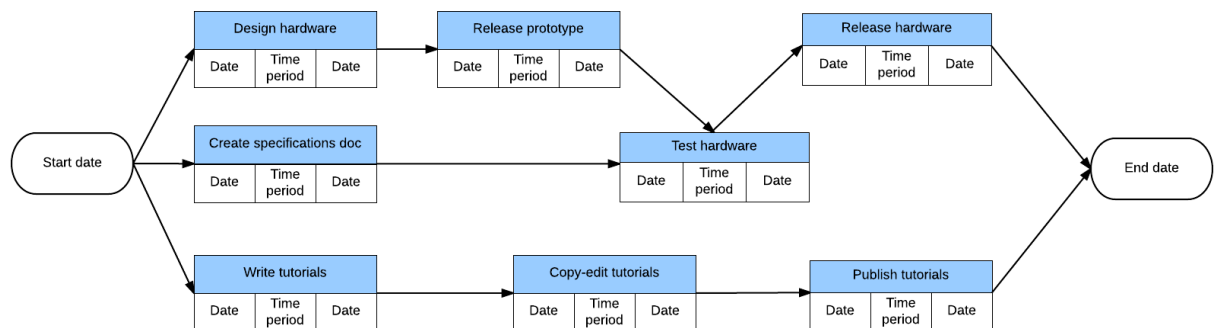 Design hardware
Date
Time
period
Date
Release prototype
Date
Time
period
Date
Release hardware
Date
Time
period
Date
Start date
Create specifications doc
Date
Time
period
Date
Test hardware
Date
Time
period
Date
End date
Write tutorials
Date
Time
period
Date
Copy-edit tutorials
Date
Time
period
Date
Publish tutorials
Date
Time
period
Date